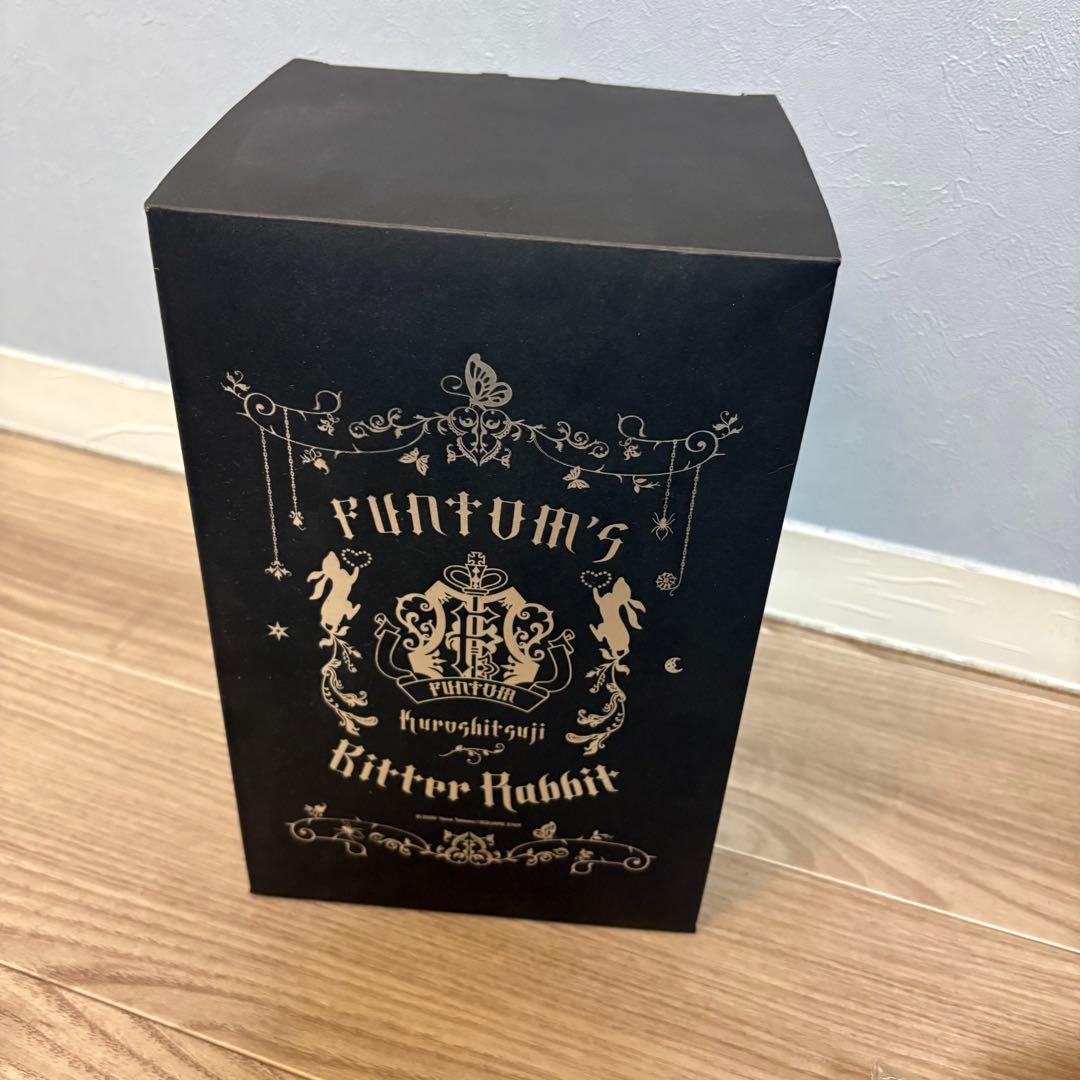 FUNTOM'S
FUNTOM
Kuroshitsuji
Bitter Rabbit